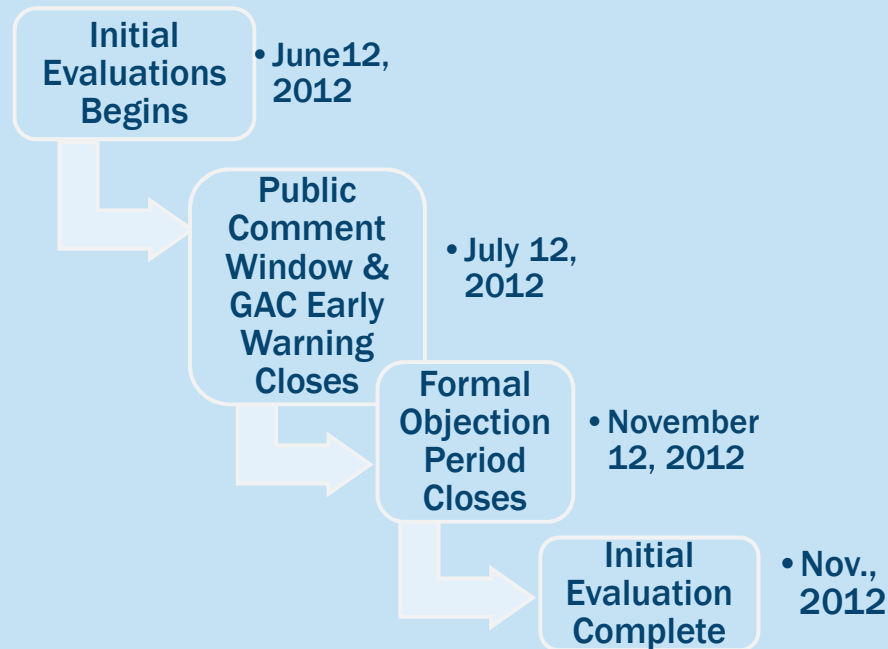 Initial
Evaluations
Begins
• June12,
2012
Public
Comment
Window &
GAC Early
Warning
Closes
• July 12,
2012
Formal
Objection
Period
Closes
• November
12, 2012
Initial
Evaluation
Complete
• Nov.,
2012